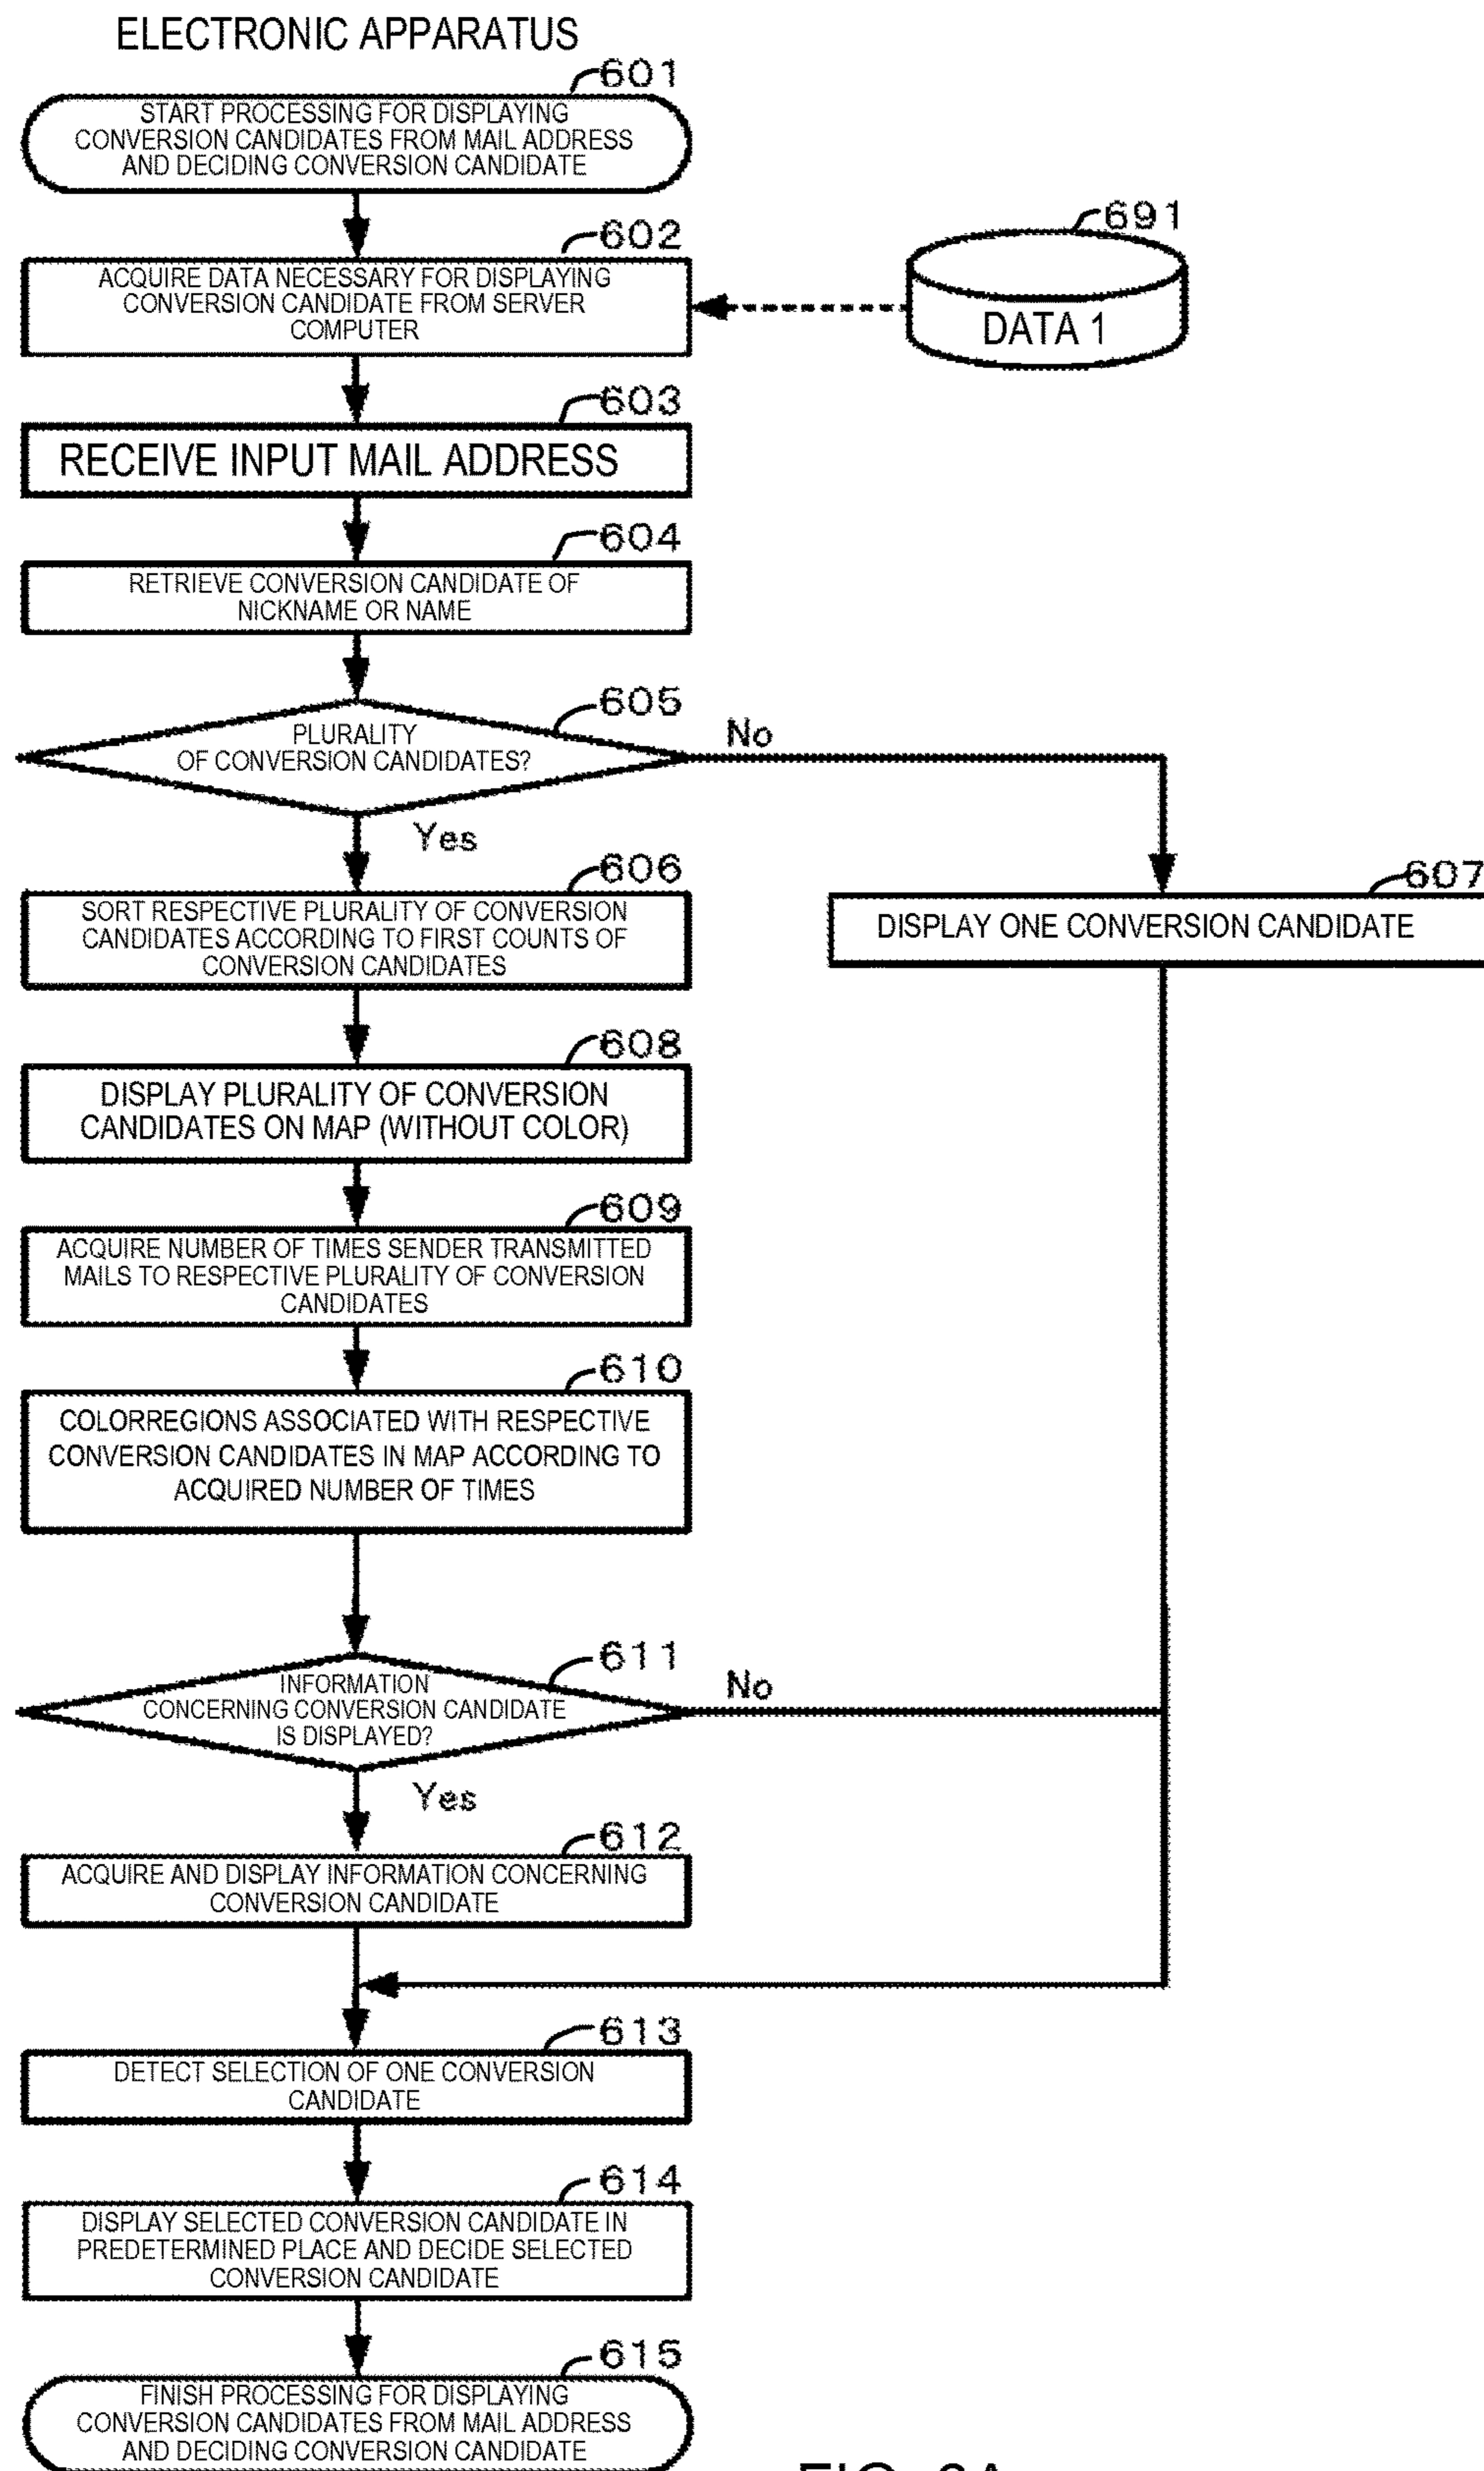 ELECTRONIC APPARATUS
601
START PROCESSING FOR DISPLAYING
CONVERSION CANDIDATES FROM MAIL ADDRESS
AND DECIDING CONVERSION CANDIDATE
602
ACQUIRE DATA NECESSARY FOR DISPLAYING
CONVERSION CANDIDATE FROM SERVER
COMPUTER
691
DATA 1
603
RECEIVE INPUT MAIL ADDRESS
604
RETRIEVE CONVERSION CANDIDATE OF
NICKNAME OR NAME
605
PLURALITY
OF CONVERSION CANDIDATES?
No
Yes
606
SORT RESPECTIVE PLURALITY OF CONVERSION
CANDIDATES ACCORDING TO FIRST COUNTS OF
CONVERSION CANDIDATES
607
DISPLAY ONE CONVERSION CANDIDATE
608
DISPLAY PLURALITY OF CONVERSION
CANDIDATES ON MAP (WITHOUT COLOR)
609
ACQUIRE NUMBER OF TIMES SENDER TRANSMITTED
MAILS TO RESPECTIVE PLURALITY OF CONVERSION
CANDIDATES
610
COLORREGIONS ASSOCIATED WITH RESPECTIVE
CONVERSION CANDIDATES IN MAP ACCORDING TO
ACQUIRED NUMBER OF TIMES
611
INFORMATION
CONCERNING CONVERSION CANDIDATE
IS DISPLAYED?
No
Yes
612
ACQUIRE AND DISPLAY INFORMATION CONCERNING
CONVERSION CANDIDATE
613
DETECT SELECTION OF ONE CONVERSION
CANDIDATE
614
DISPLAY SELECTED CONVERSION CANDIDATE IN
PREDETERMINED PLACE AND DECIDE SELECTED
CONVERSION CANDIDATE
615
FINISH PROCESSING FOR DISPLAYING
CONVERSION CANDIDATES FROM MAIL ADDRESS
AND DECIDING CONVERSION CANDIDATE